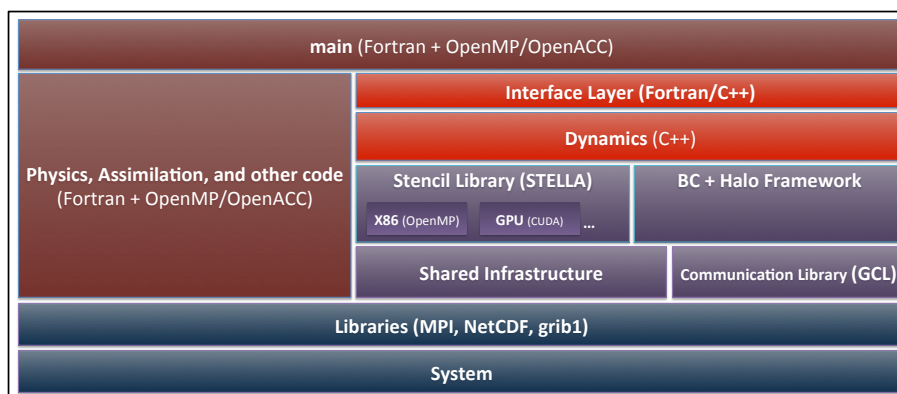 main (Fortran + OpenMP/OpenACC)
Physics, Assimilation, and other code
(Fortran + OpenMP/OpenACC)
Interface Layer (Fortran/C++)
Dynamics (C++)
Stencil Library (STELLA)
X86 (OpenMP)
GPU (CUDA)
...
BC + Halo Framework
Shared Infrastructure
Communication Library (GCL)
Libraries (MPI, NetCDF, grib1)
System